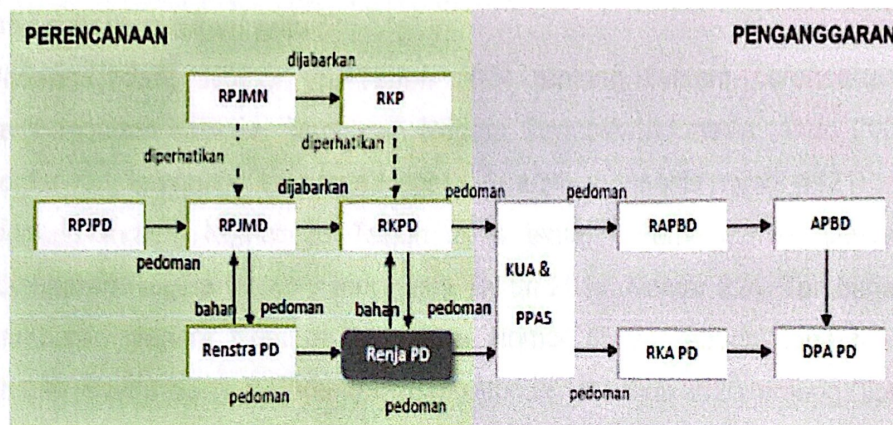 PERENCANAAN
PENGANGGARAN
dijabarkan
RPJMN
RKP
diperhatikan
diperhatikan
dijabarkan
pedoman
pedoman
RPJPD
RPJMD
RKPD
KUA &
PPAS
RAPBD
APBD
pedoman
bahan
pedoman
bahan
pedoman
Renstra PD
Renja PD
RKA PD
DPA PD
pedoman
pedoman
pedoman